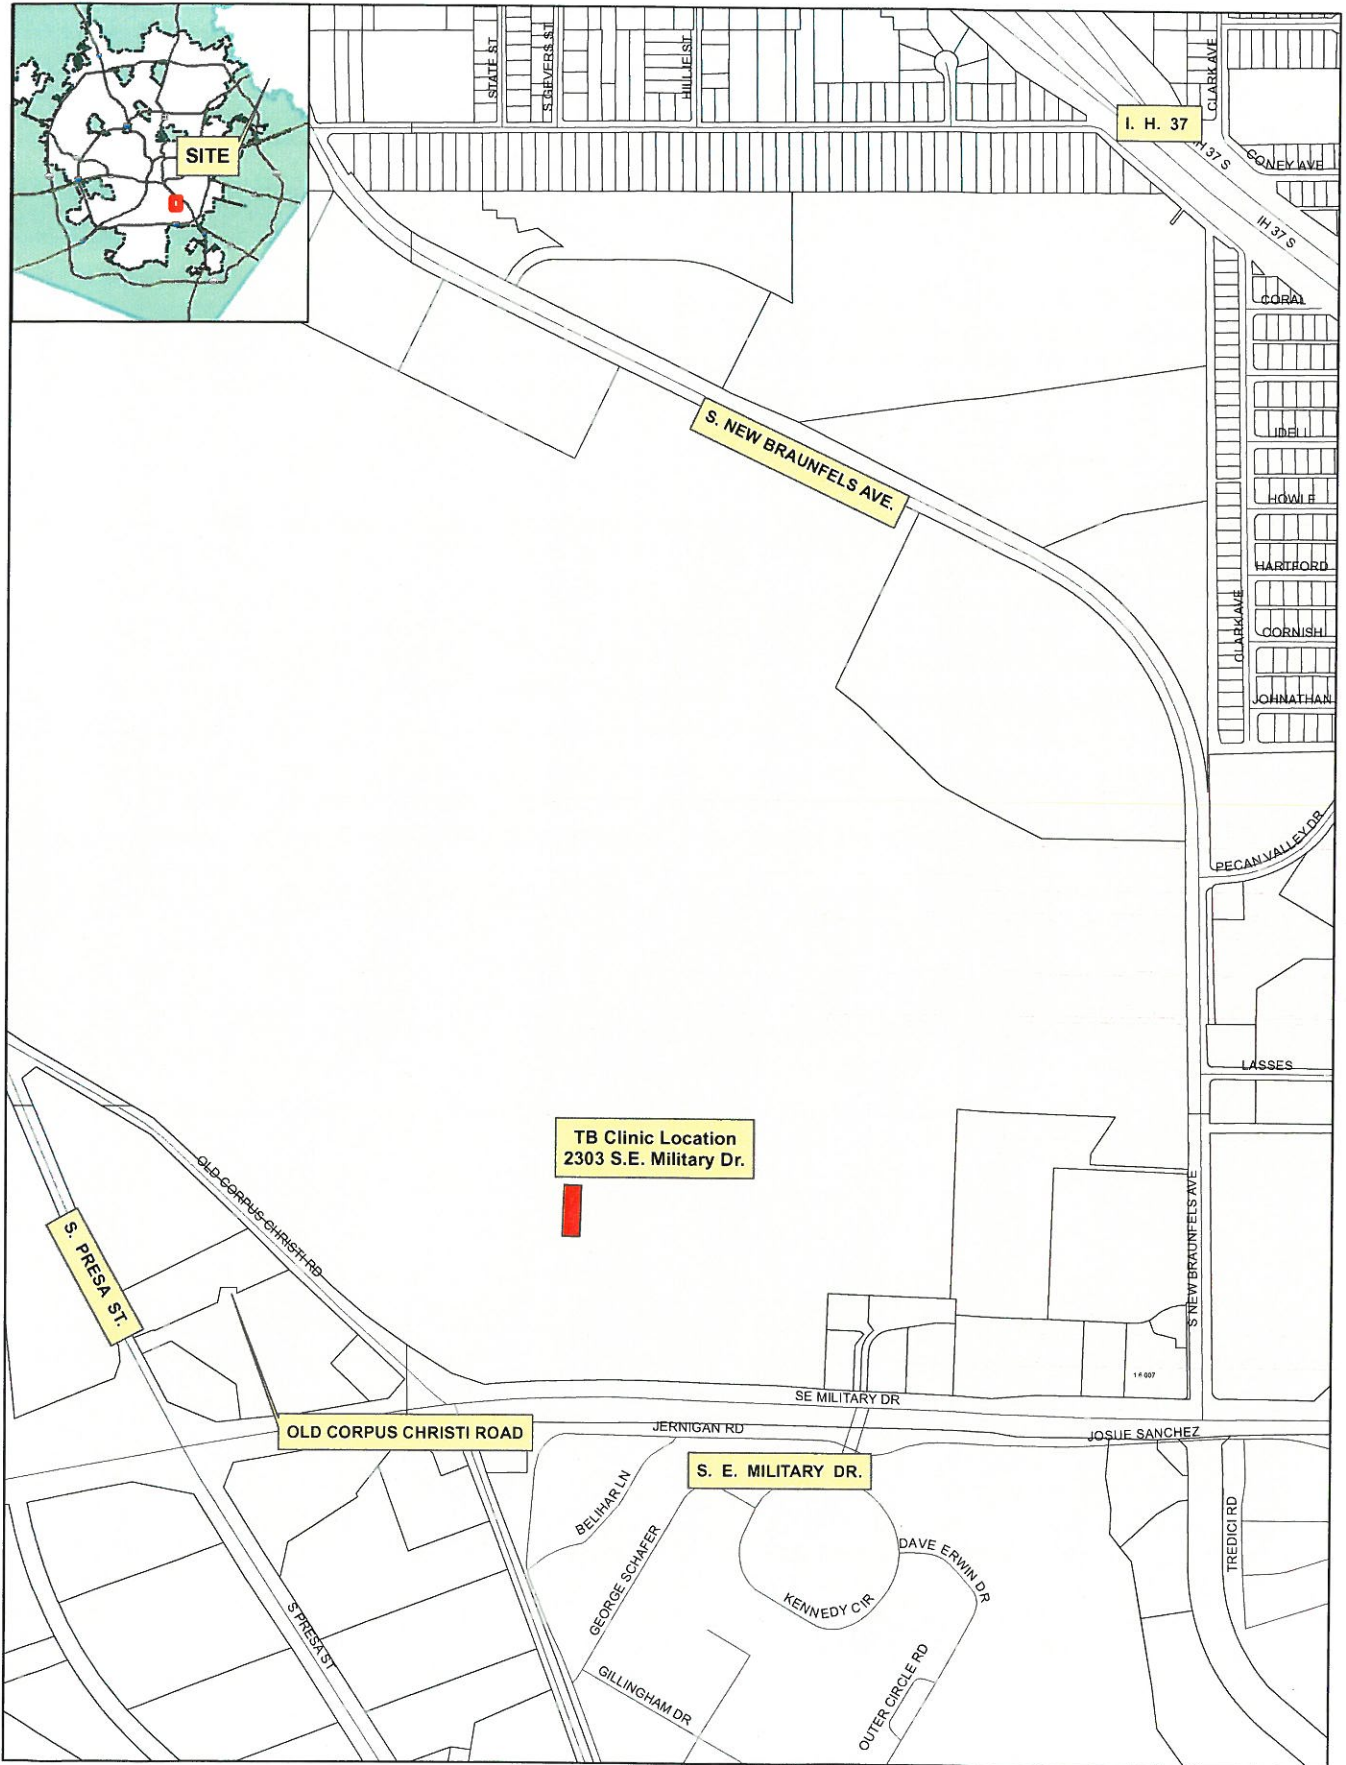 STATE ST
S GEVERS ST
CLARK AVE
I. H. 37
SITE
IH 37 S
CONEY AVE
IH 37 S
CORAL
S. NEW BRAUNFELS AVE.
IDELL
HOWLE
HARTFORD
CLARK AVE
CORNISH
JOHNATHAN
PECAN VALLEY DR
LASSES
TB Clinic Location
2303 S.E. Military Dr.
OLD CORPUS CHRISTI RD
S. PRESA ST.
S NEW BRAUNFELS AVE
SE MILITARY DR
OLD CORPUS CHRISTI ROAD
JERNIGAN RD
JOSUE SANCHEZ
S. E. MILITARY DR.
BELIHAR LN
TREDICI RD
GEORGE SCHAFER
DAVE ERWIN DR
KENNEDY CIR
S PRESA ST
GILLINGHAM DR
OUTER CIRCLE RD